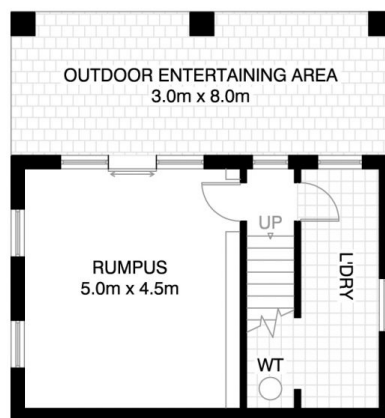 OUTDOOR ENTERTAINING AREA
3.0m x 8.0m
UP
RUMPUS
5.0m x 4.5m
L'DRY
WT